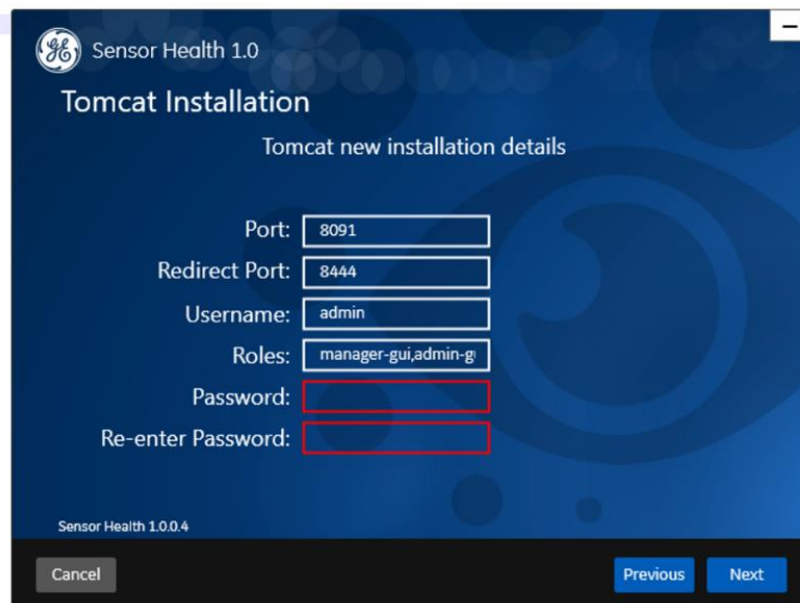 Sensor Health 1.0
Tomcat Installation
Tomcat new installation details
Port: 8091
Redirect Port: 8444
Username: admin
Roles: manager-gui,admin-g
Password:
Re-enter Password:
Sensor Health 1.0.0.4
Cancel Previous Next